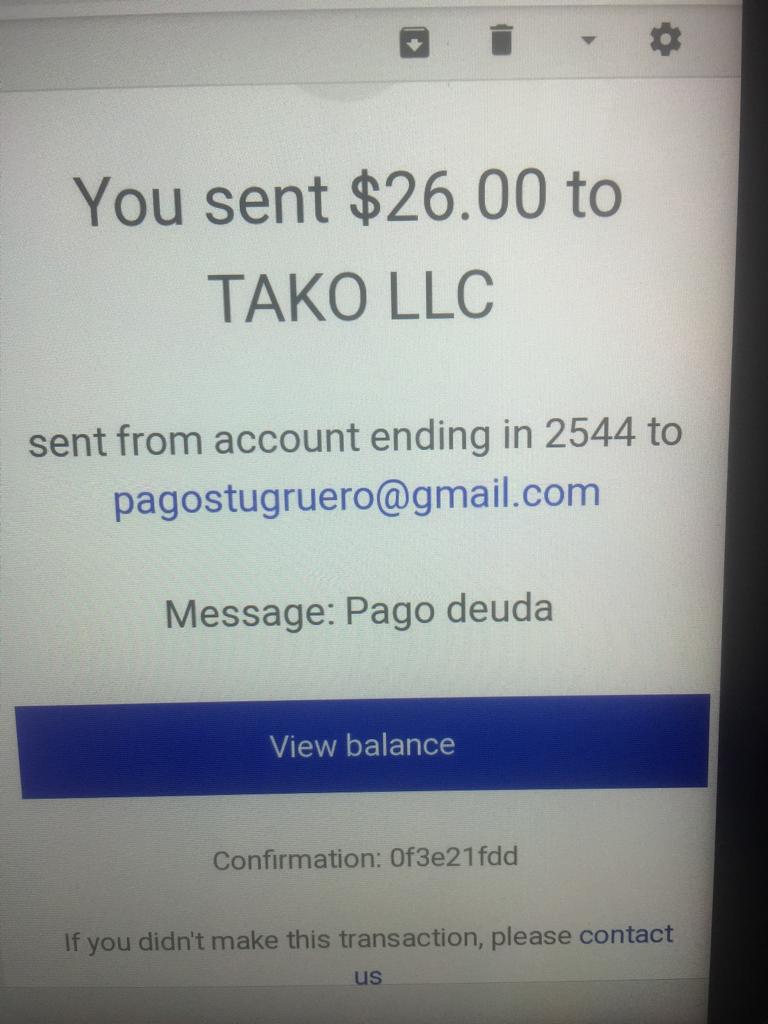 You sent $26.00 to
TAKO LLC
sent from account ending in 2544 to
pagostugruero@gmail.com
Message: Pago deuda
View balance
Confirmation: 0f3e21fdd
If you didn't make this transaction, please contact
us